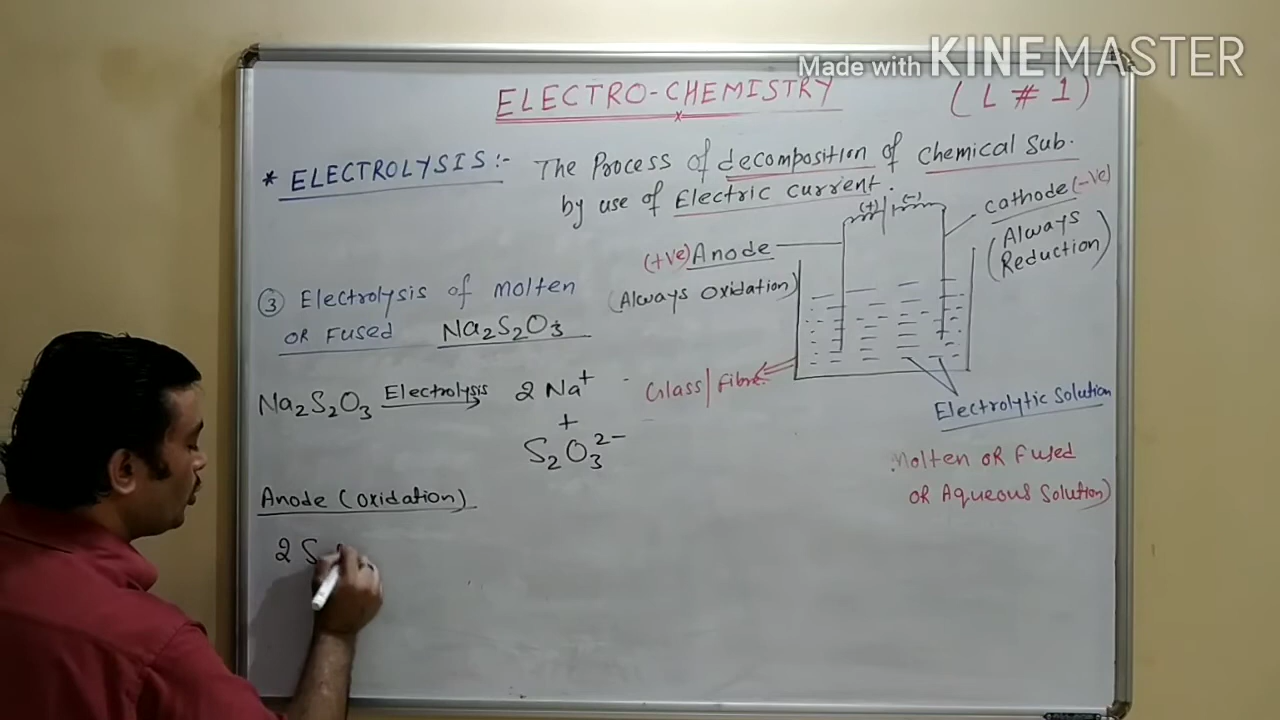 Made with KINEMASTER
ELECTRO-CHEMISTRY
(L # 1)
* ELECTROLYSIS :- The Process of decomposition of chemical Sub.
by use of Electric current.
(+) (-)
cathode (-ve)
(Always
Reduction)
(+ve) Anode
(Always Oxidation)
③ Electrolysis of molten
OR Fused Na₂S₂O₃
Na₂S₂O₃ Electrolysis 2 Na⁺
+
S₂O₃²⁻
Glass/Fibre
Electrolytic Solution
Molten OR Fused
OR Aqueous Solution)
Anode (Oxidation)
2 S